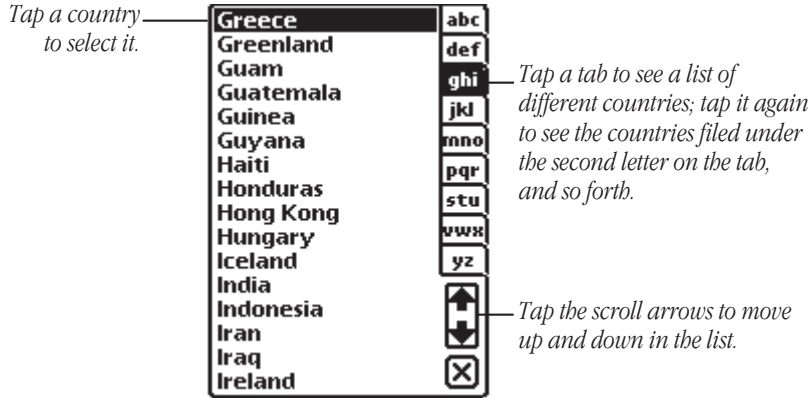 Tap a country
to select it.
Greece
Greenland
Guam
Guatemala
Guinea
Guyana
Haiti
Honduras
Hong Kong
Hungary
Iceland
India
Indonesia
Iran
Iraq
Ireland
abc
def
ghi
jkl
mno
pqr
stu
vwx
yz
Tap a tab to see a list of
different countries; tap it again
to see the countries filed under
the second letter on the tab,
and so forth.
Tap the scroll arrows to move
up and down in the list.